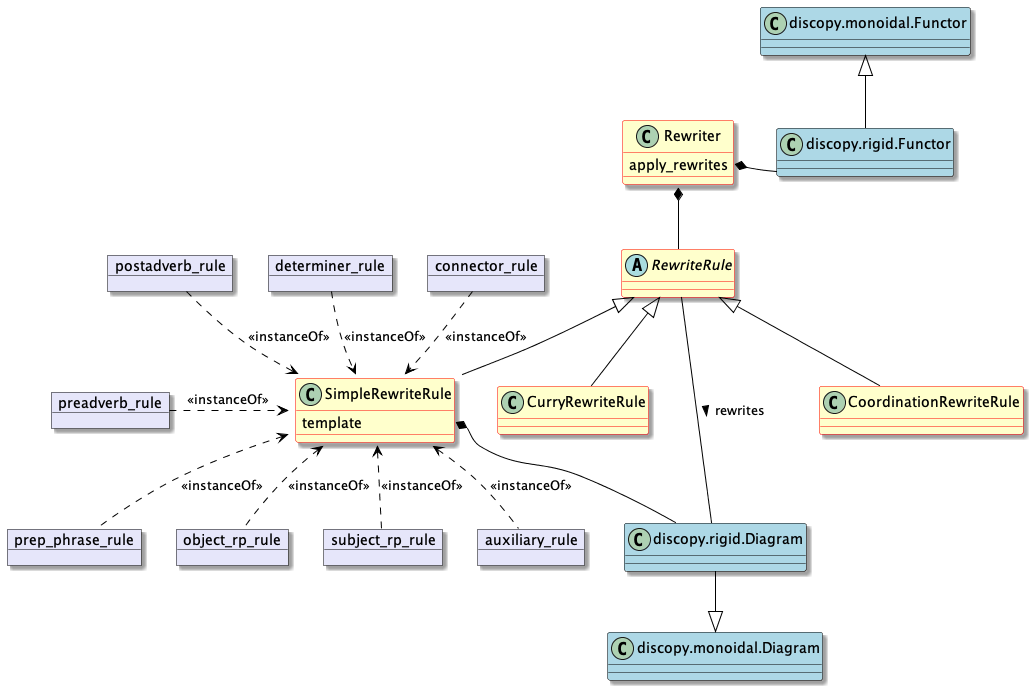 C discopy.monoidal.Functor
C Rewriter
apply_rewrites
C discopy.rigid.Functor
A RewriteRule
postadverb_rule
determiner_rule
connector_rule
«instanceOf»
«instanceOf»
«instanceOf»
preadverb_rule
«instanceOf»
C SimpleRewriteRule
template
C CurryRewriteRule
rewrites
C CoordinationRewriteRule
«instanceOf»
«instanceOf»
«instanceOf»
«instanceOf»
prep_phrase_rule
object_rp_rule
subject_rp_rule
auxiliary_rule
C discopy.rigid.Diagram
C discopy.monoidal.Diagram